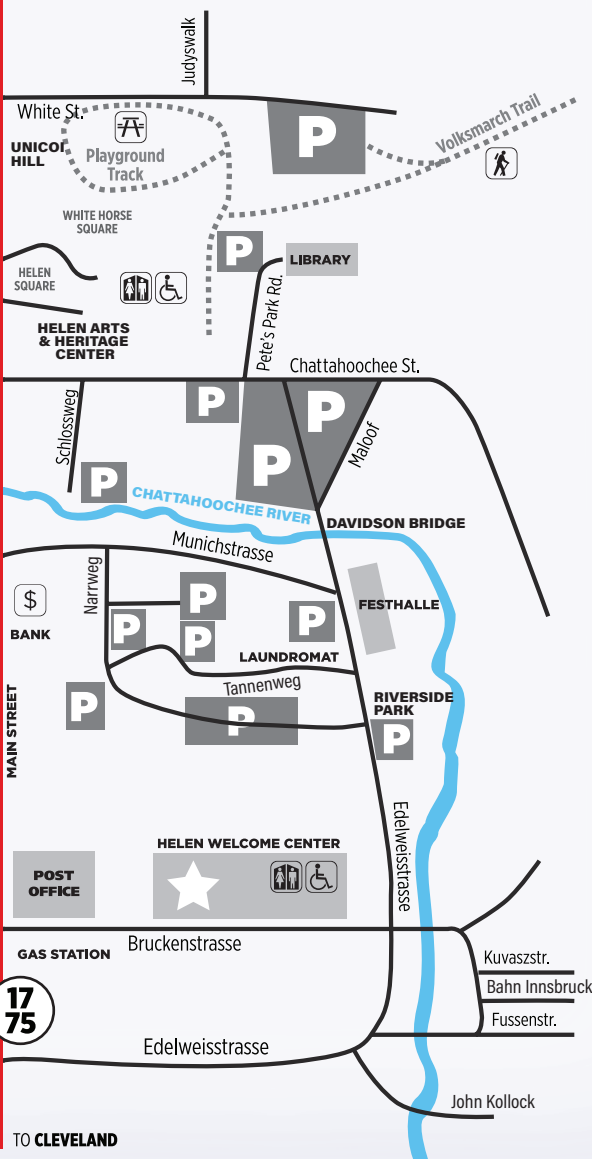 Judyswalk
White St.
UNICOI
HILL
Playground
Track
P
Volksmarch Trail
WHITE HORSE
SQUARE
P
LIBRARY
HELEN
SQUARE
Pete's Park Rd.
HELEN ARTS
& HERITAGE
CENTER
Chattahoochee St.
Schlossweg
P
P
P
Maloof
P
CHATTAHOOCHEE RIVER
DAVIDSON BRIDGE
Munichstrasse
Narrweg
$
BANK
P
P
P
P
FESTHALLE
LAUNDROMAT
Tannenweg
MAIN STREET
P
P
RIVERSIDE
PARK
P
Edelweisstrasse
HELEN WELCOME CENTER
POST
OFFICE
Bruckenstrasse
GAS STATION
Kuvaszstr.
Bahn Innsbruck
Fussenstr.
17
75
Edelweisstrasse
John Kollock
TO CLEVELAND